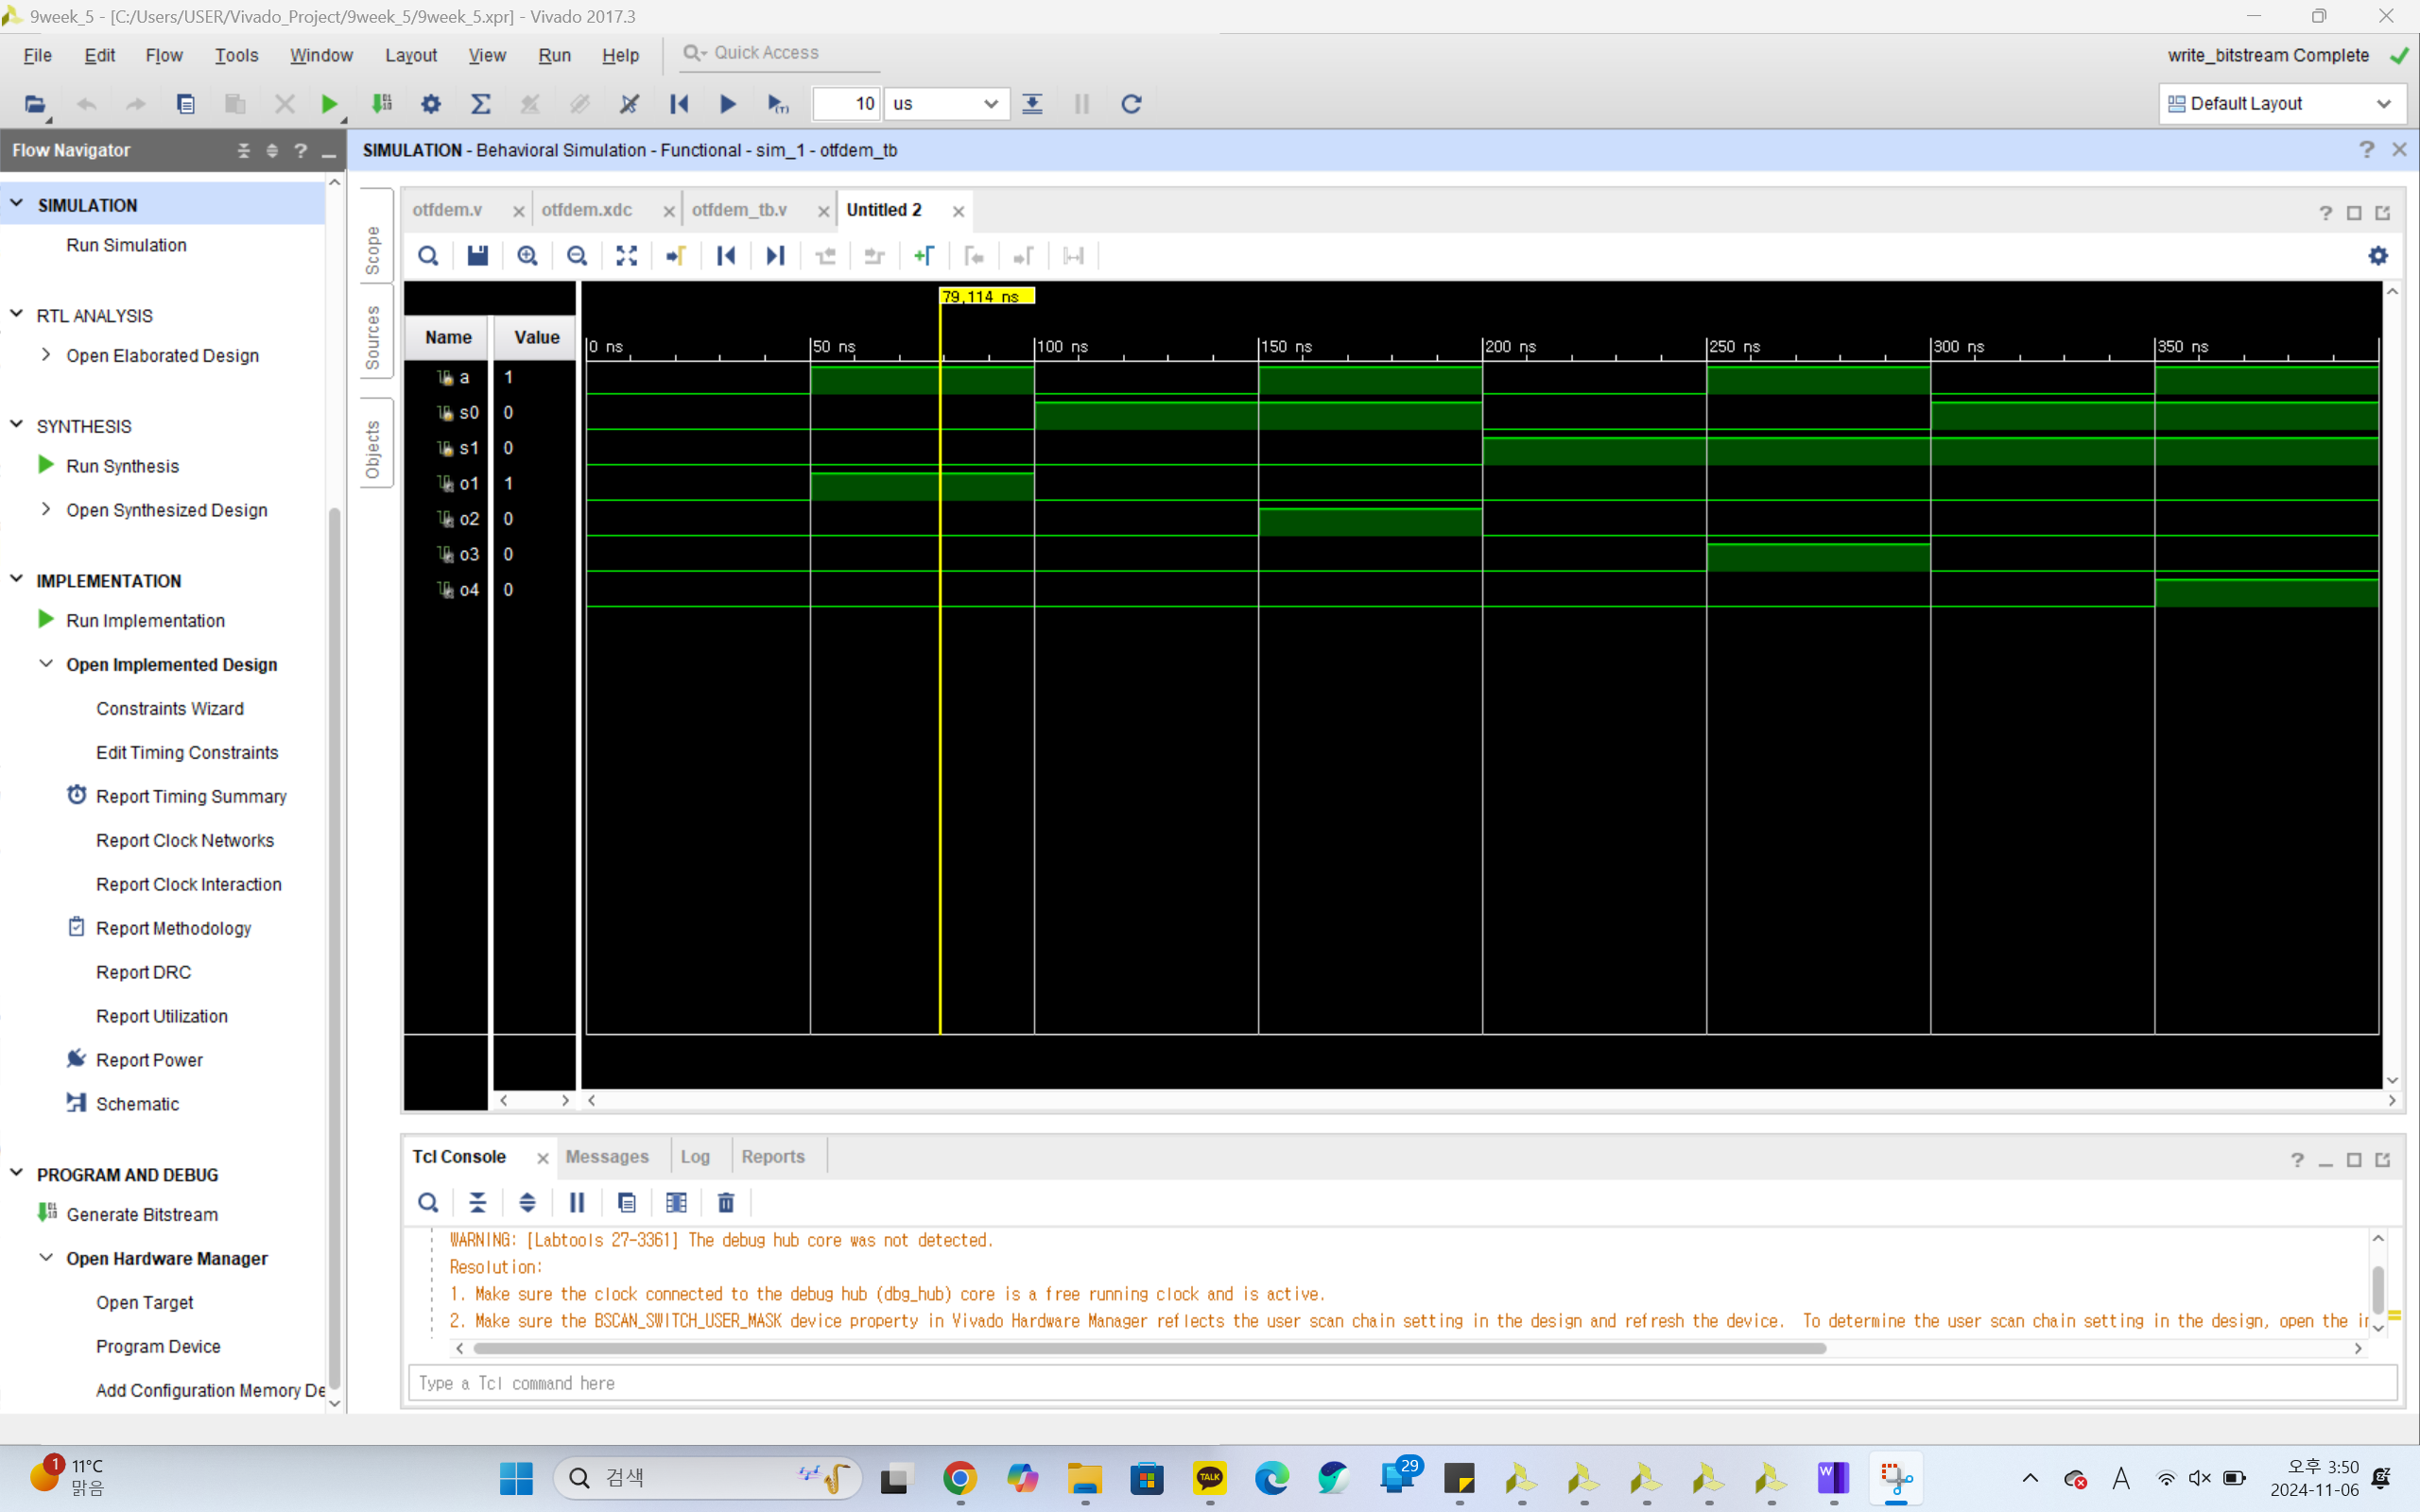 9week_5 - [C:/Users/USER/Vivado_Project/9week_5/9week_5.xpr] - Vivado 2017.3
File Edit Flow Tools Window Layout View Run Help Quick Access
write_bitstream Complete
10 us
Default Layout
Flow Navigator
SIMULATION - Behavioral Simulation - Functional - sim_1 - otfdem_tb
SIMULATION
Run Simulation
RTL ANALYSIS
Open Elaborated Design
SYNTHESIS
Run Synthesis
Open Synthesized Design
IMPLEMENTATION
Run Implementation
Open Implemented Design
Constraints Wizard
Edit Timing Constraints
Report Timing Summary
Report Clock Networks
Report Clock Interaction
Report Methodology
Report DRC
Report Utilization
Report Power
Schematic
PROGRAM AND DEBUG
Generate Bitstream
Open Hardware Manager
Open Target
Program Device
Add Configuration Memory De
Scope
Sources
Objects
otfdem.v otfdem.xdc otfdem_tb.v Untitled 2
79.114 ns
Name Value
0 ns 50 ns 100 ns 150 ns 200 ns 250 ns 300 ns 350 ns
a 1
s0 0
s1 0
o1 1
o2 0
o3 0
o4 0
Tcl Console Messages Log Reports
WARNING: [Labtools 27-3361] The debug hub core was not detected.
Resolution:
1. Make sure the clock connected to the debug hub (dbg_hub) core is a free running clock and is active.
2. Make sure the BSCAN_SWITCH_USER_MASK device property in Vivado Hardware Manager reflects the user scan chain setting in the design and refresh the device. To determine the user scan chain setting in the design, open the
Type a Tcl command here
1
11°C
맑음
검색
TALK
29
W
A
오후 3:50
2024-11-06